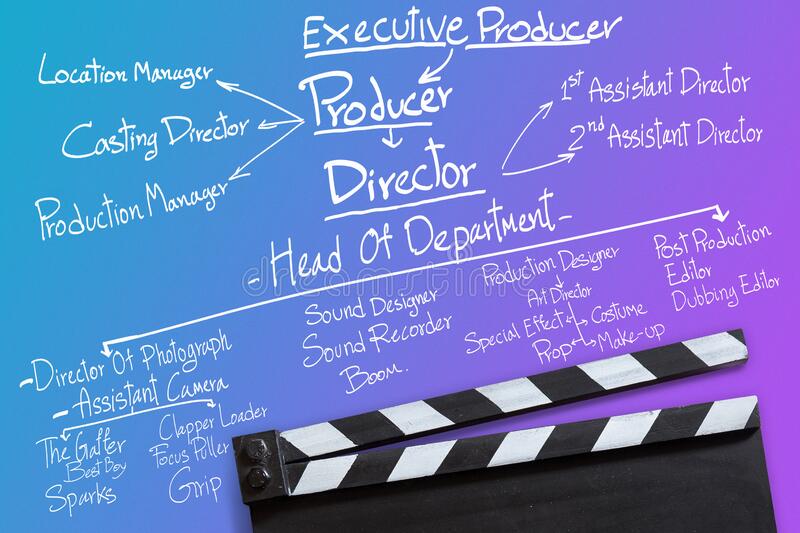 Executive Producer
Producer
Director
Location Manager
Casting Director
Production Manager
1st Assistant Director
2nd Assistant Director
- Head Of Department -
- Director Of Photograph
- Assistant Camera
The Gaffer
Best Boy
Sparks
Clapper Loader
Focus Puller
Grip
Sound Designer
Sound Recorder
Boom.
Production Designer
Art Director
Special Effect
Costume
Prop
Make-up
Post Production
Editor
Dubbing Editor
dreamstime